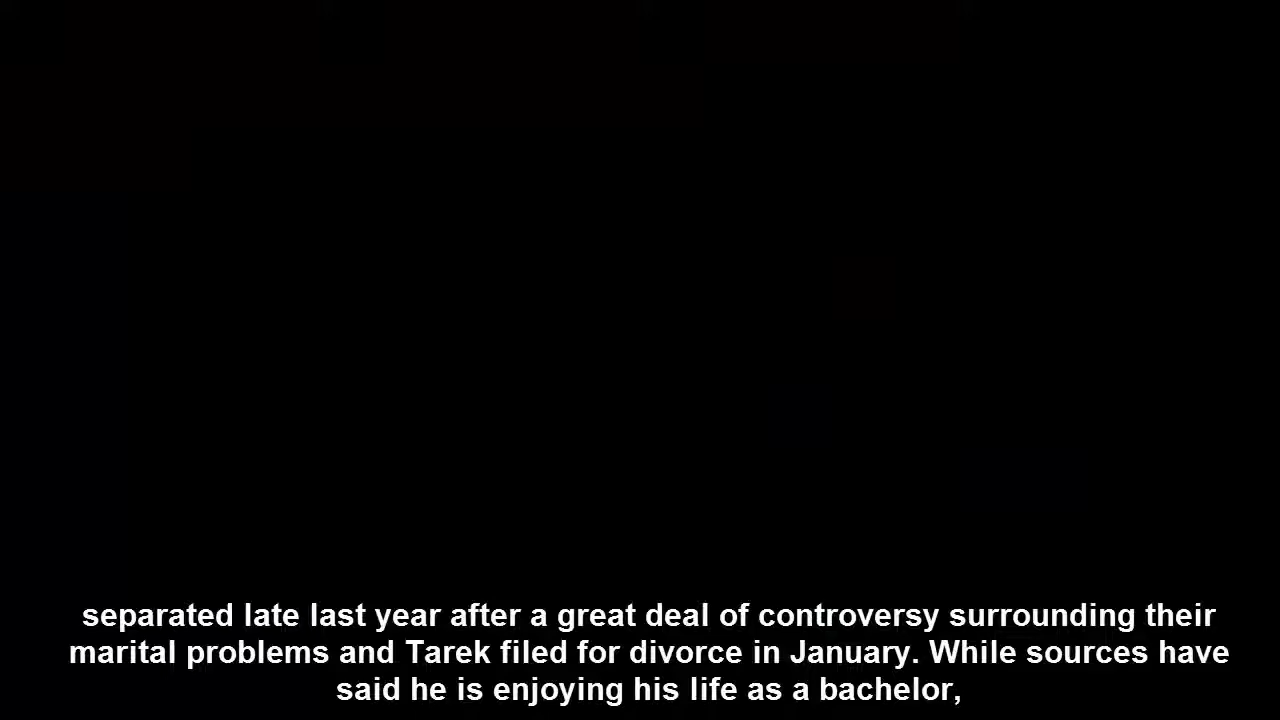 separated late last year after a great deal of controversy surrounding their
marital problems and Tarek filed for divorce in January. While sources have
said he is enjoying his life as a bachelor,